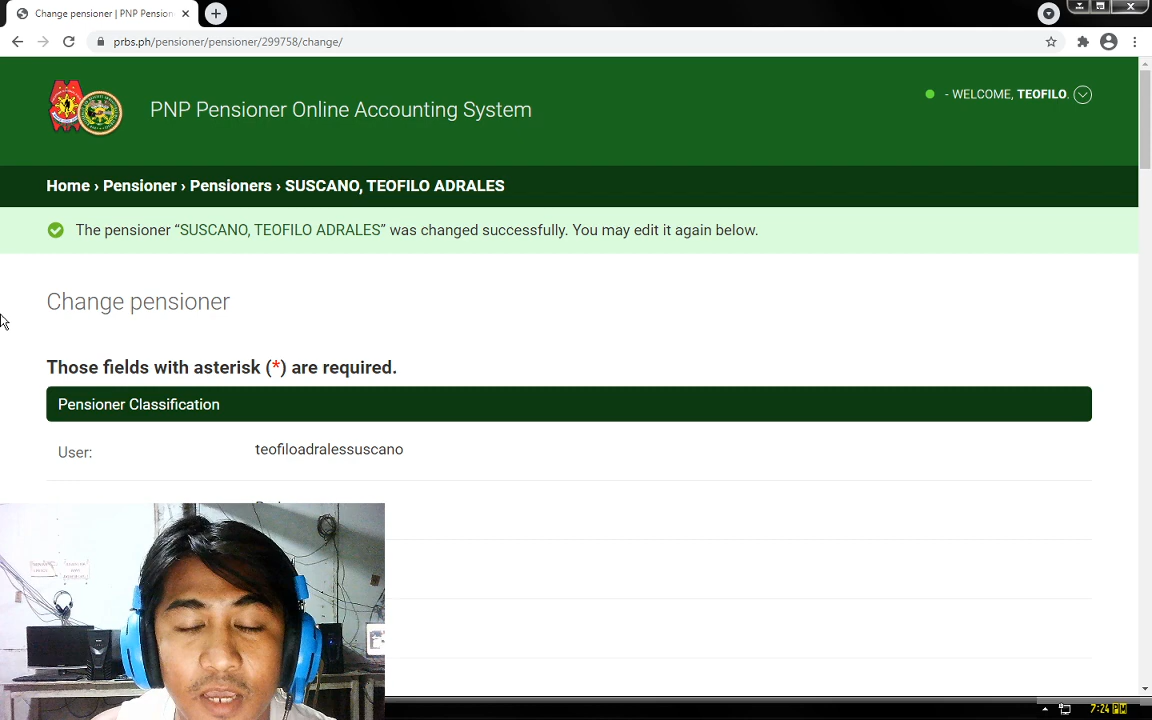 Change pensioner | PNP Pension
prbs.ph/pensioner/pensioner/299758/change/
PNP Pensioner Online Accounting System
- WELCOME, TEOFILO.
Home › Pensioner › Pensioners › SUSCANO, TEOFILO ADRALES
The pensioner “SUSCANO, TEOFILO ADRALES” was changed successfully. You may edit it again below.
Change pensioner
Those fields with asterisk (*) are required.
Pensioner Classification
User:
teofiloadralessuscano
7:24 PM